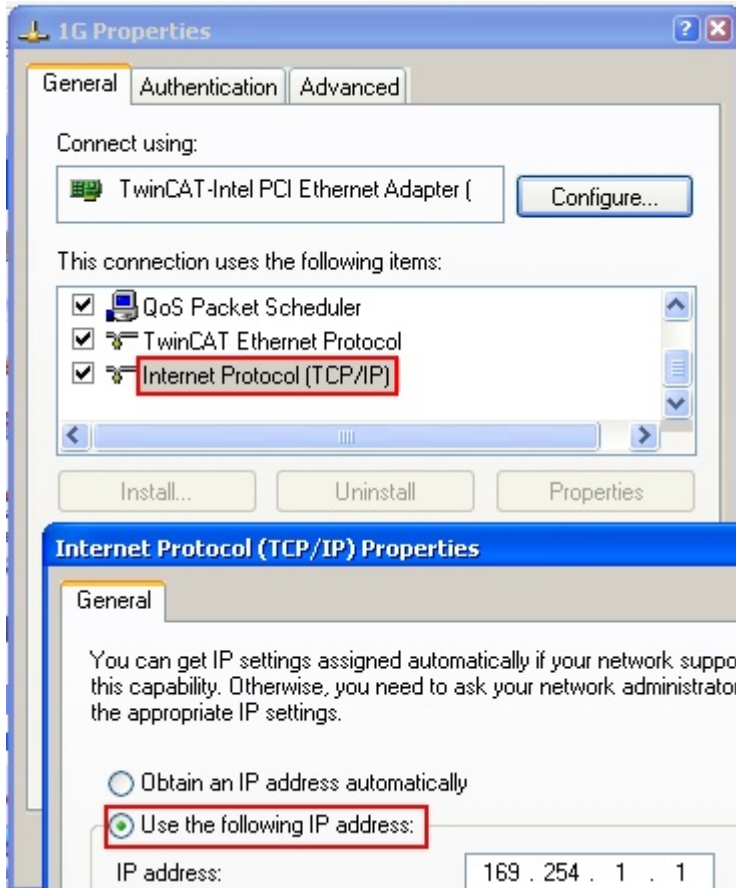 1G Properties
General Authentication Advanced
Connect using:
TwinCAT-Intel PCI Ethernet Adapter (
Configure...
This connection uses the following items:
QoS Packet Scheduler
TwinCAT Ethernet Protocol
Internet Protocol (TCP/IP)
Install... Uninstall Properties
Internet Protocol (TCP/IP) Properties
General
You can get IP settings assigned automatically if your network suppo
this capability. Otherwise, you need to ask your network administrator
the appropriate IP settings.
Obtain an IP address automatically
Use the following IP address:
IP address: 169 . 254 . 1 . 1